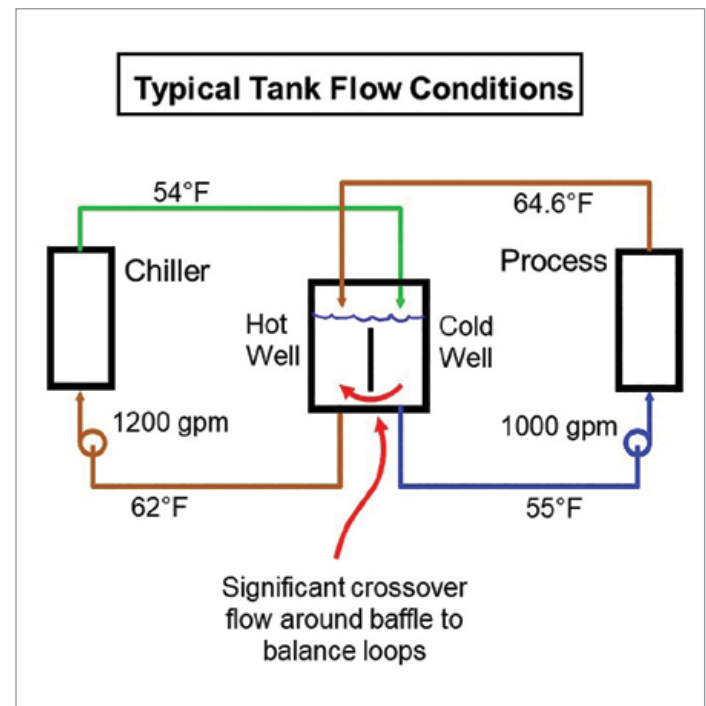 Typical Tank Flow Conditions
54°F
64.6°F
Chiller
Process
Hot
Well
Cold
Well
1200 gpm
1000 gpm
62°F
55°F
Significant crossover
flow around baffle to
balance loops